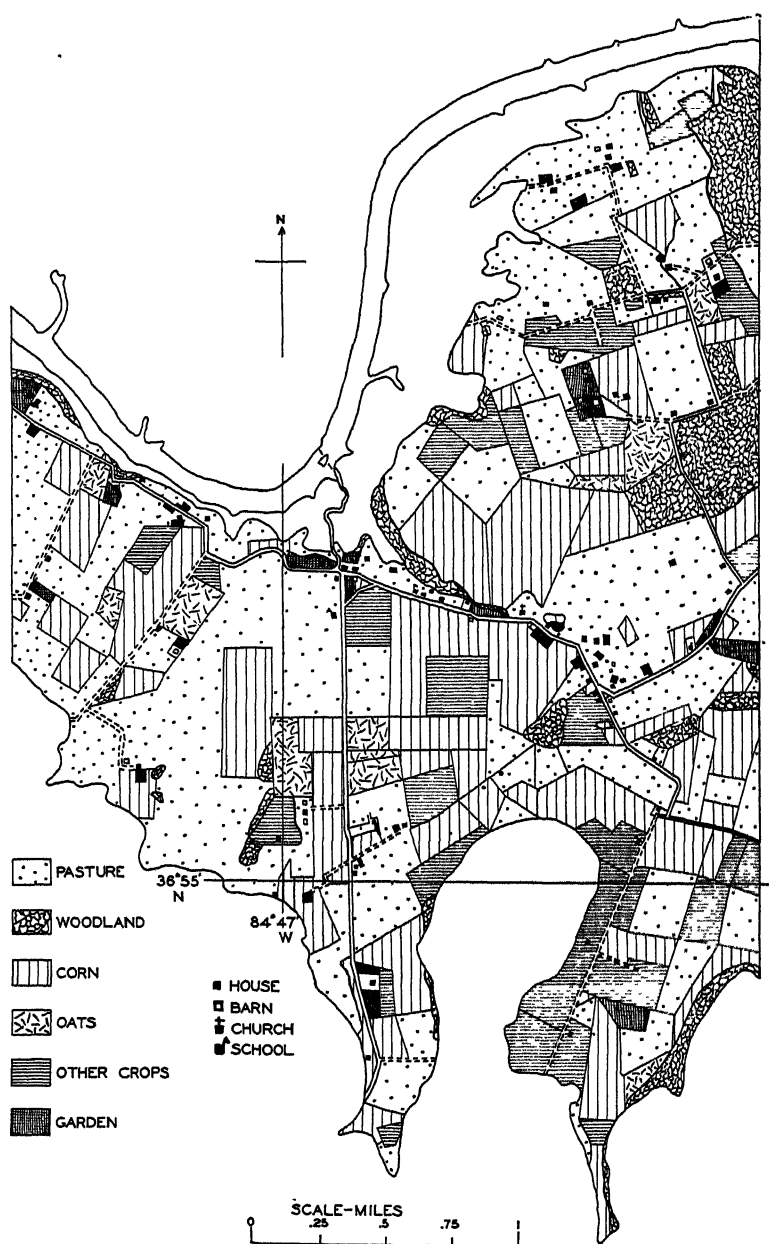 N
36°55'
N
84°47'
W
PASTURE
WOODLAND
CORN
OATS
OTHER CROPS
GARDEN
HOUSE
BARN
CHURCH
SCHOOL
SCALE-MILES
0 .25 .5 .75 1